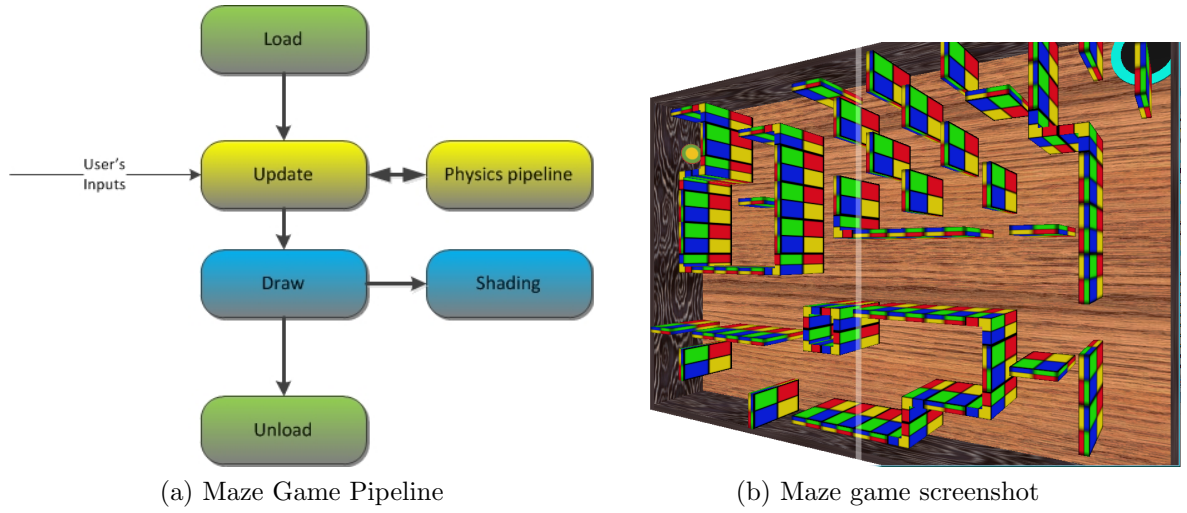 Load
User's
Inputs
Update
Physics pipeline
Draw
Shading
Unload
(a) Maze Game Pipeline
(b) Maze game screenshot